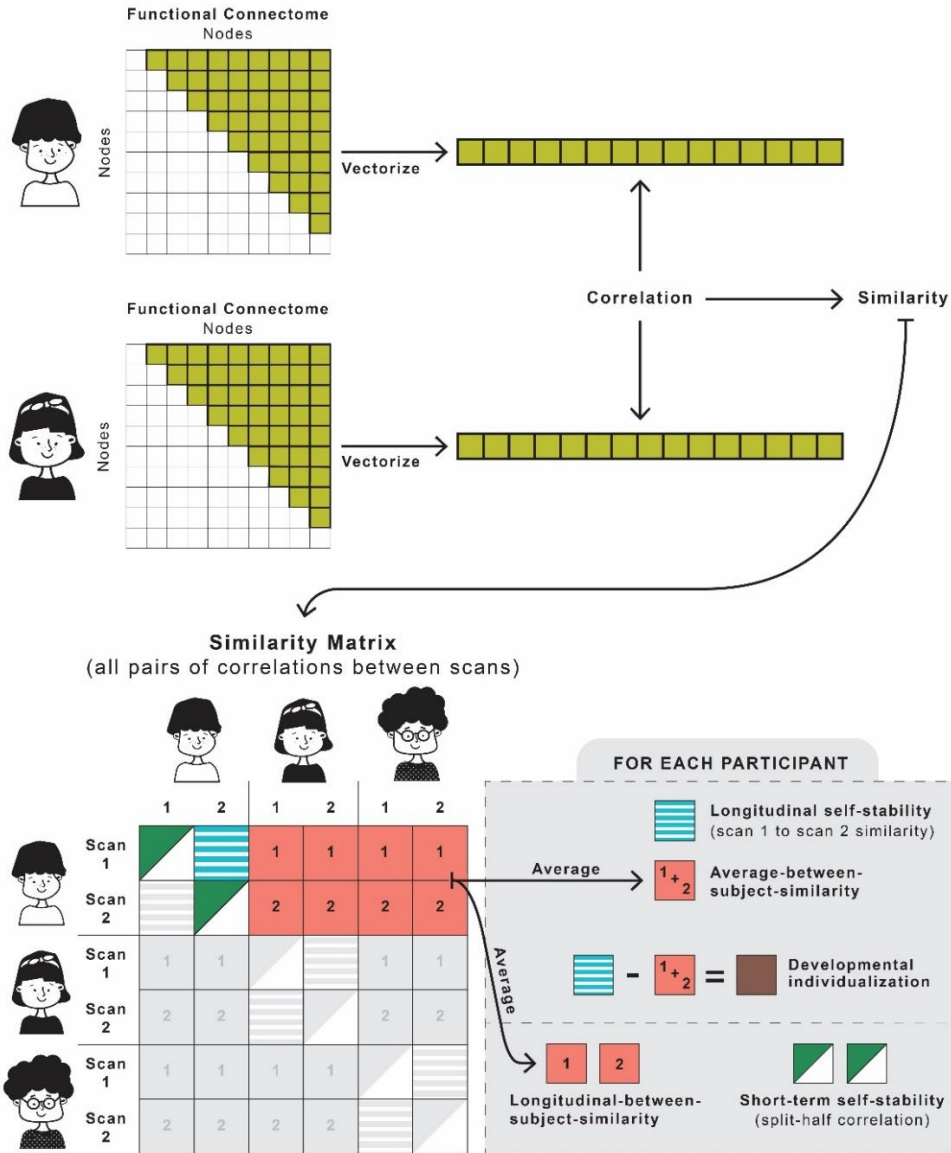 Functional Connectome
Nodes
Nodes
Vectorize
Correlation
Similarity
Functional Connectome
Nodes
Nodes
Vectorize
Similarity Matrix
(all pairs of correlations between scans)
1 2 1 2 1 2
Scan 1
1 1 1 1
Scan 2
2 2 2 2
Scan 1
1 1 1 1
Scan 2
2 2 2 2
Scan 1
1 1 1 1
Scan 2
2 2 2 2
Average
Average
FOR EACH PARTICIPANT
Longitudinal self-stability
(scan 1 to scan 2 similarity)
1 + 2
Average-between-
subject-similarity
- 1 + 2 =
Developmental
individualization
1 2
Longitudinal-between-
subject-similarity
Short-term self-stability
(split-half correlation)